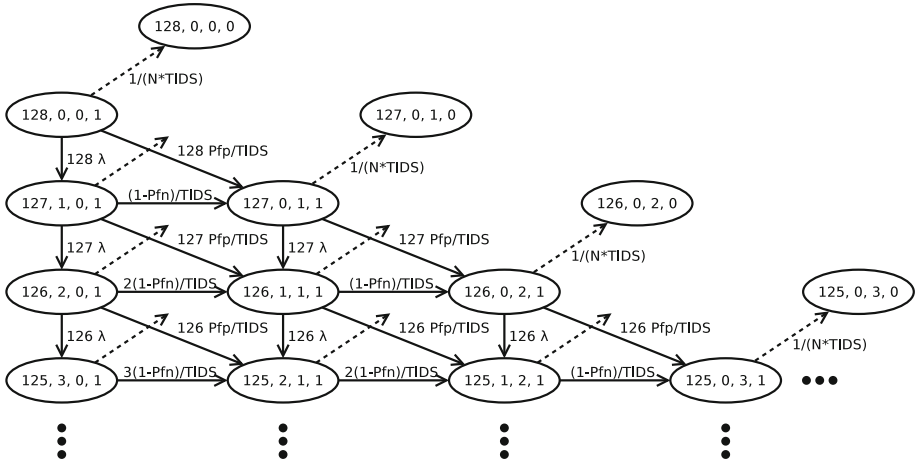 128, 0, 0, 0
1/(N*TIDS)
128, 0, 0, 1
127, 0, 1, 0
128 λ
128 Pfp/TIDS
1/(N*TIDS)
127, 1, 0, 1
(1-Pfn)/TIDS
127, 0, 1, 1
126, 0, 2, 0
127 λ
127 Pfp/TIDS
127 λ
127 Pfp/TIDS
1/(N*TIDS)
126, 2, 0, 1
2(1-Pfn)/TIDS
126, 1, 1, 1
(1-Pfn)/TIDS
126, 0, 2, 1
125, 0, 3, 0
126 λ
126 Pfp/TIDS
126 λ
126 Pfp/TIDS
126 λ
126 Pfp/TIDS
1/(N*TIDS)
125, 3, 0, 1
3(1-Pfn)/TIDS
125, 2, 1, 1
2(1-Pfn)/TIDS
125, 1, 2, 1
(1-Pfn)/TIDS
125, 0, 3, 1